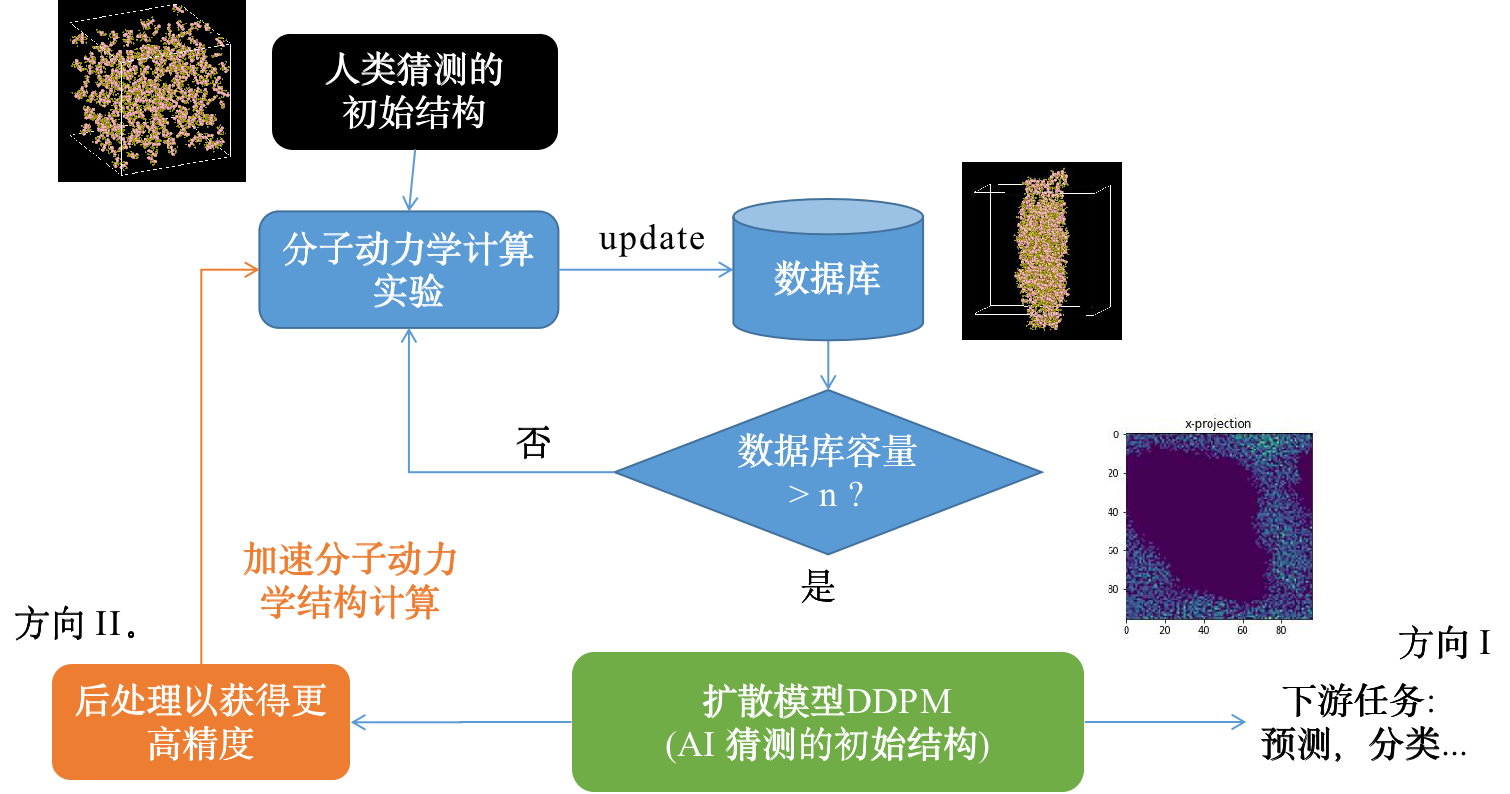 人类猜测的
初始结构
分子动力学计算
实验
update
数据库
否
数据库容量
> n ?
是
x-projection
0
20
40
60
80
0
20
40
60
80
加速分子动力
学结构计算
方向 II。
方向 I
后处理以获得更
高精度
扩散模型DDPM
(AI 猜测的初始结构)
下游任务:
预测，分类...